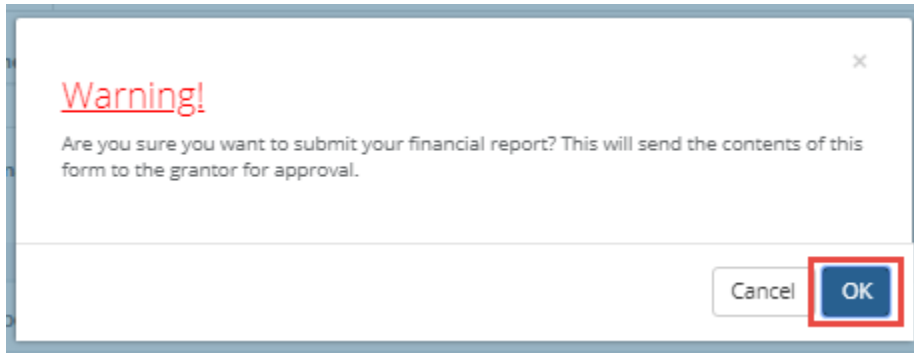 ×
Warning!
Are you sure you want to submit your financial report? This will send the contents of this
form to the grantor for approval.
Cancel OK